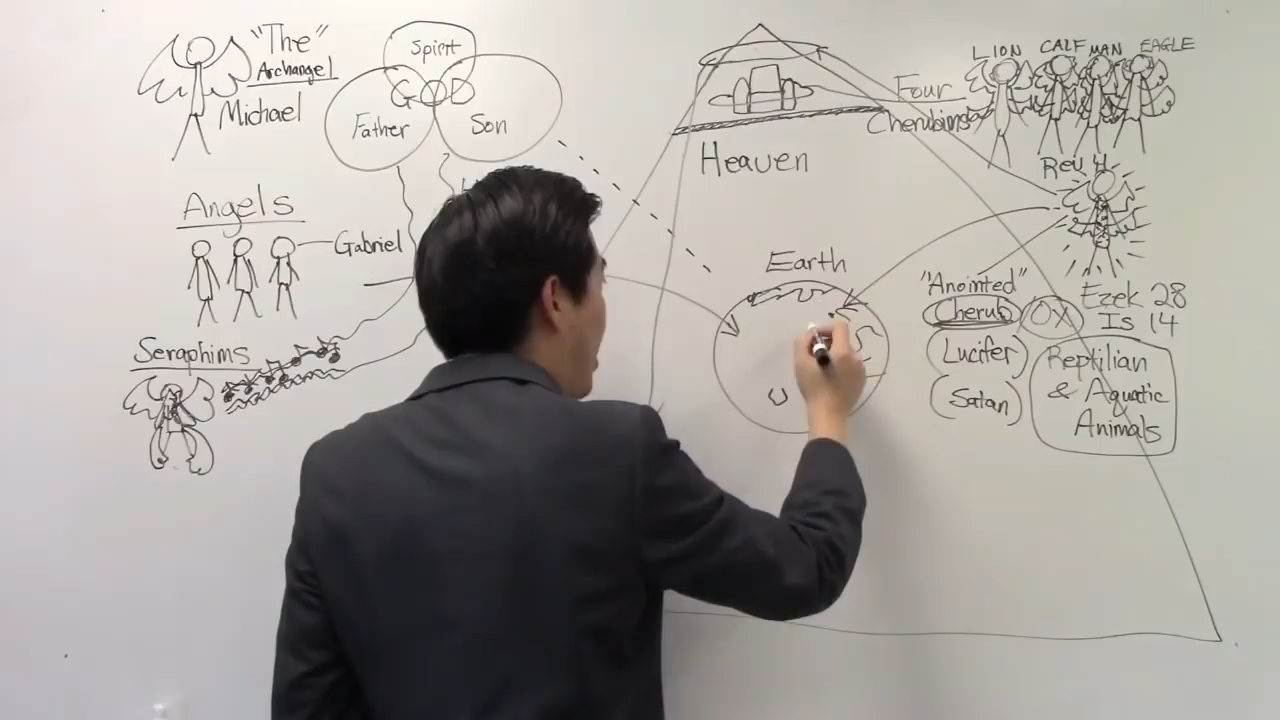 "The"
Archangel
Michael
Spirit
GOD
Father
Son
Angels
Gabriel
Seraphims
Heaven
Four
Cherubims
LION
CALF
MAN
EAGLE
Rev 4
Earth
"Anointed"
Cherub
OX
Ezek 28
Is 14
(Lucifer)
(Satan)
Reptilian
& Aquatic
Animals